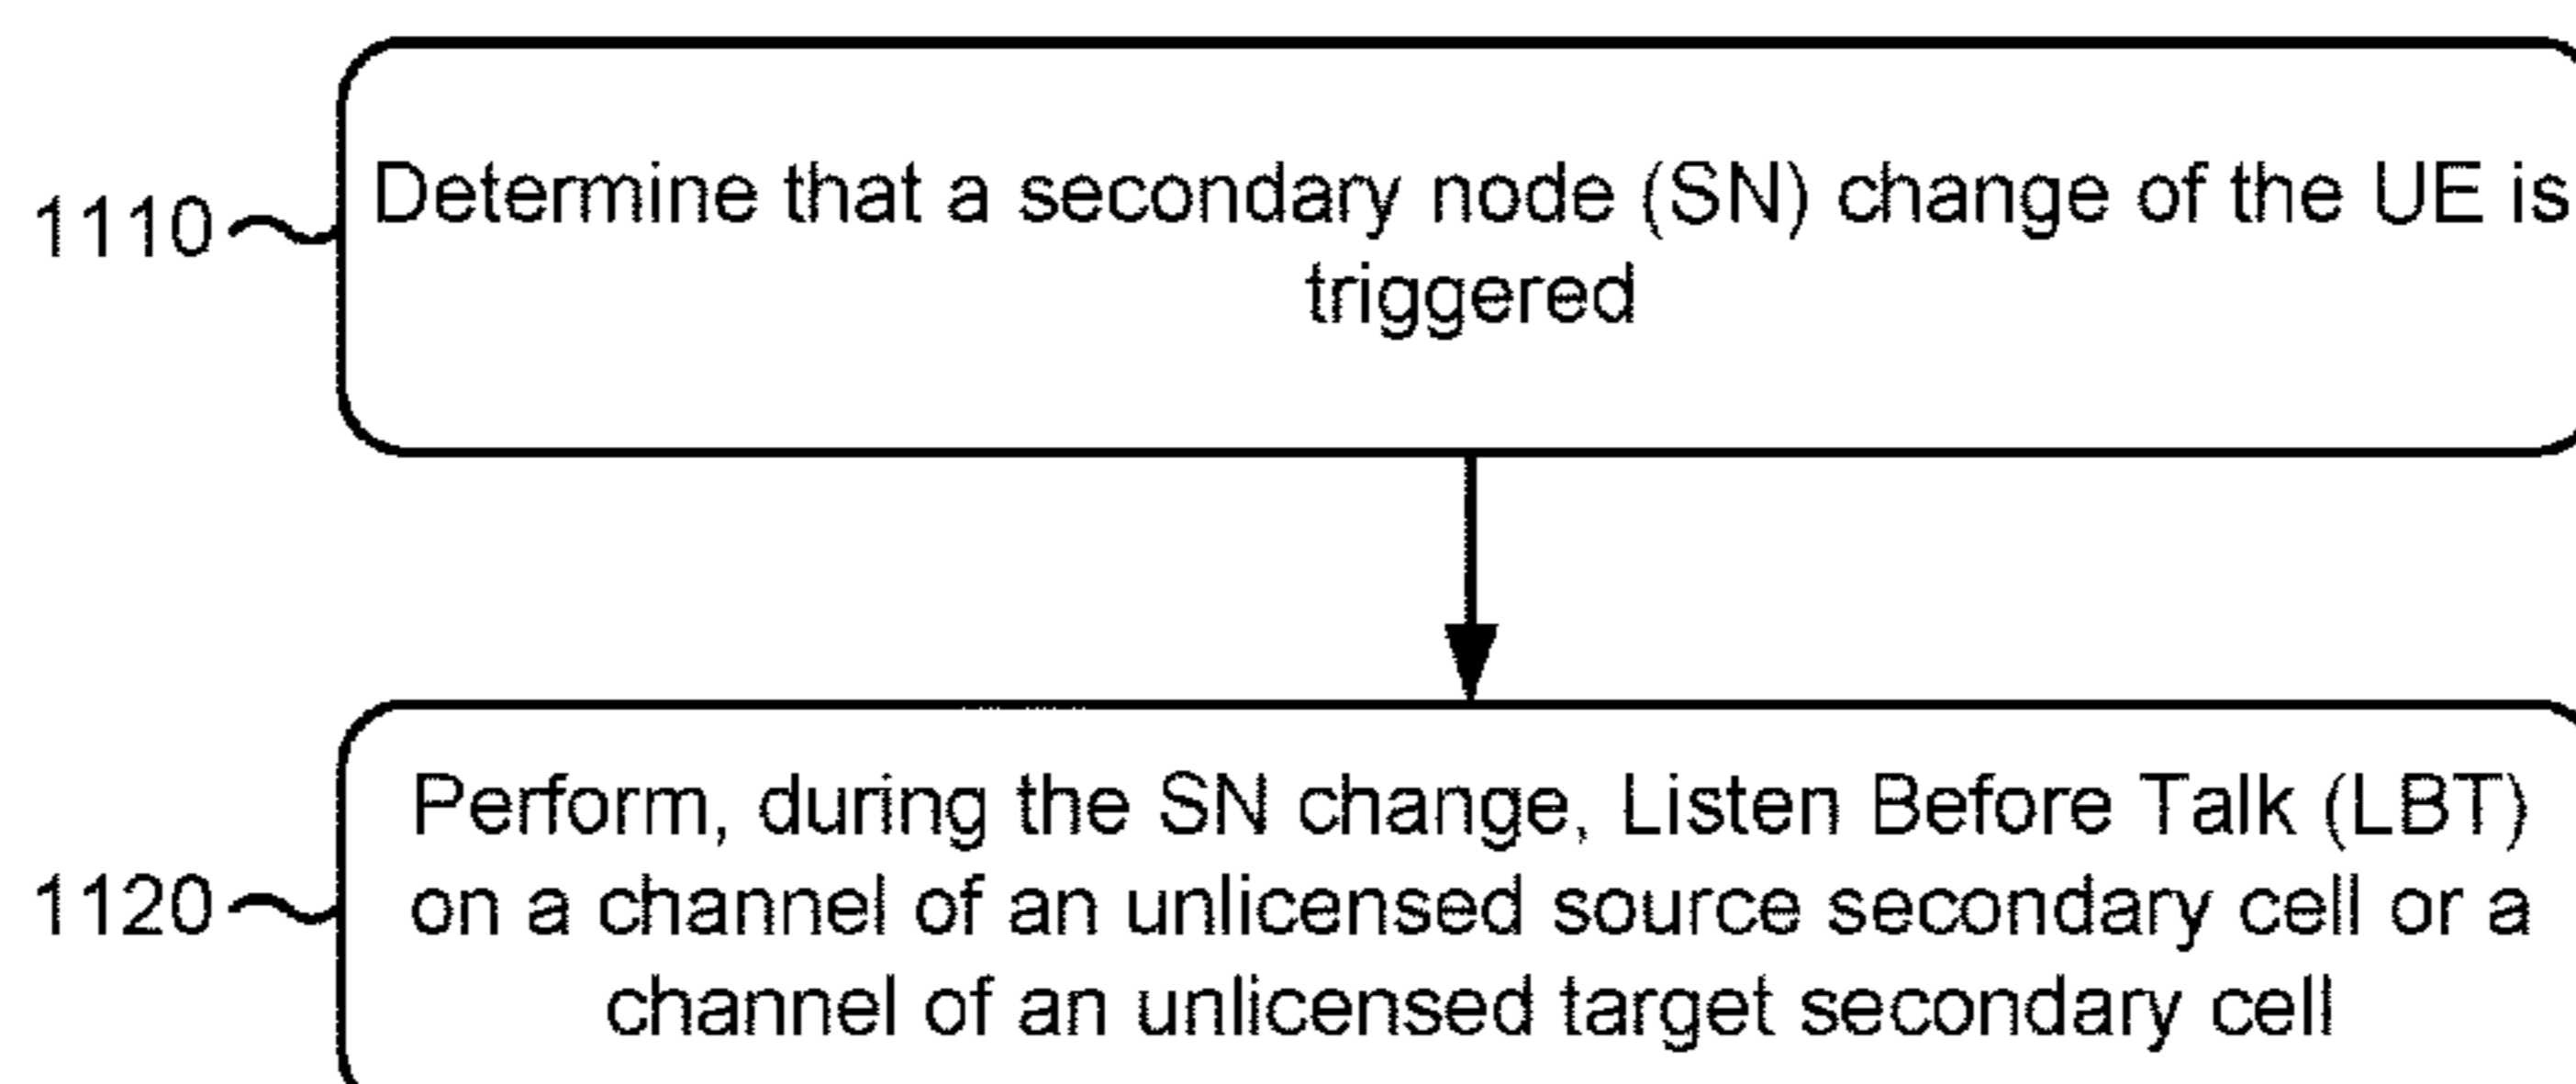 1110
Determine that a secondary node (SN) change of the UE is
triggered
1120
Perform, during the SN change, Listen Before Talk (LBT)
on a channel of an unlicensed source secondary cell or a
channel of an unlicensed target secondary cell